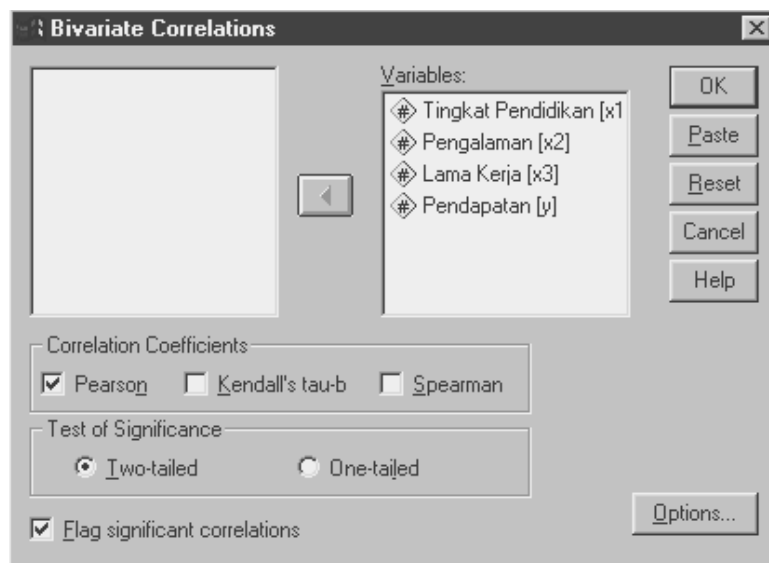 Bivariate Correlations
Variables:
Tingkat Pendidikan [x1
Pengalaman [x2]
Lama Kerja [x3]
Pendapatan [y]
OK
Paste
Reset
Cancel
Help
Correlation Coefficients
Pearson
Kendall's tau-b
Spearman
Test of Significance
Two-tailed
One-tailed
Flag significant correlations
Options...